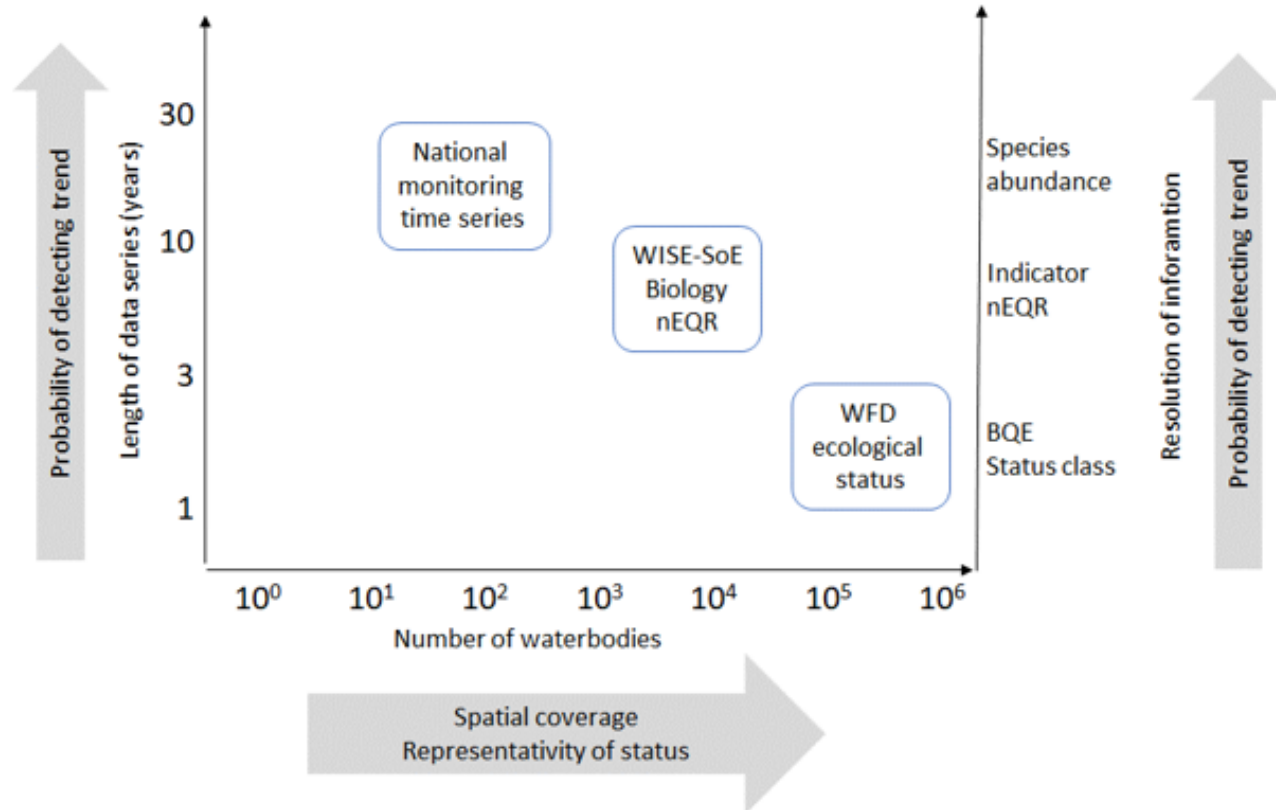 Probability of detecting trend
Length of data series (years)
30
10
3
1
National
monitoring
time series
WISE-SoE
Biology
nEQR
WFD
ecological
status
Species
abundance
Indicator
nEQR
BQE
Status class
Resolution of inforamtion
Probability of detecting trend
10⁰ 10¹ 10² 10³ 10⁴ 10⁵ 10⁶
Number of waterbodies
Spatial coverage
Representativity of status